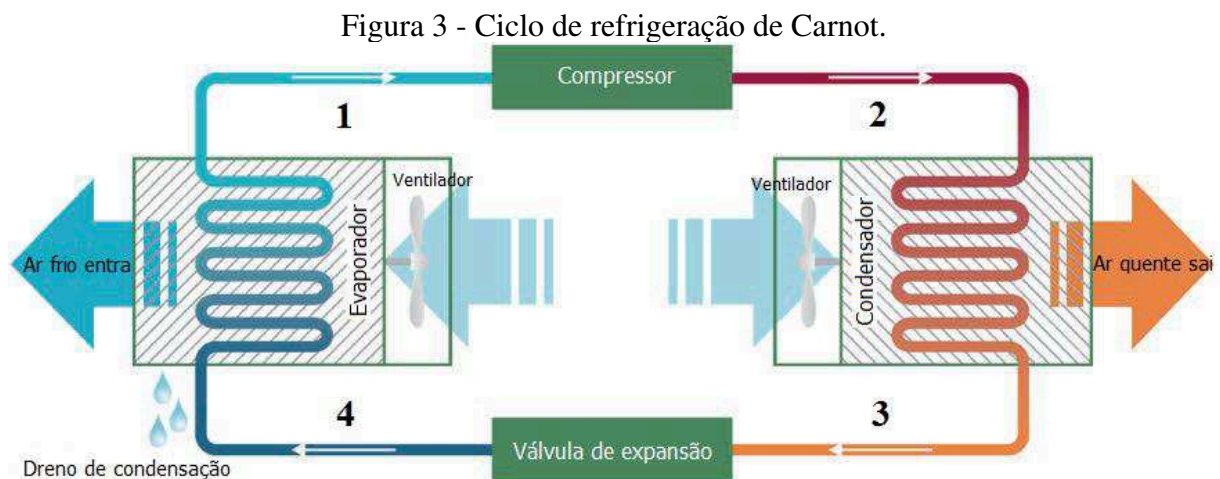 Figura 3 - Ciclo de refrigeração de Carnot.
Compressor
1
2
Ventilador
Ventilador
Evaporador
Condensador
Ar frio entra
Ar quente sai
4
3
Válvula de expansão
Dreno de condensação